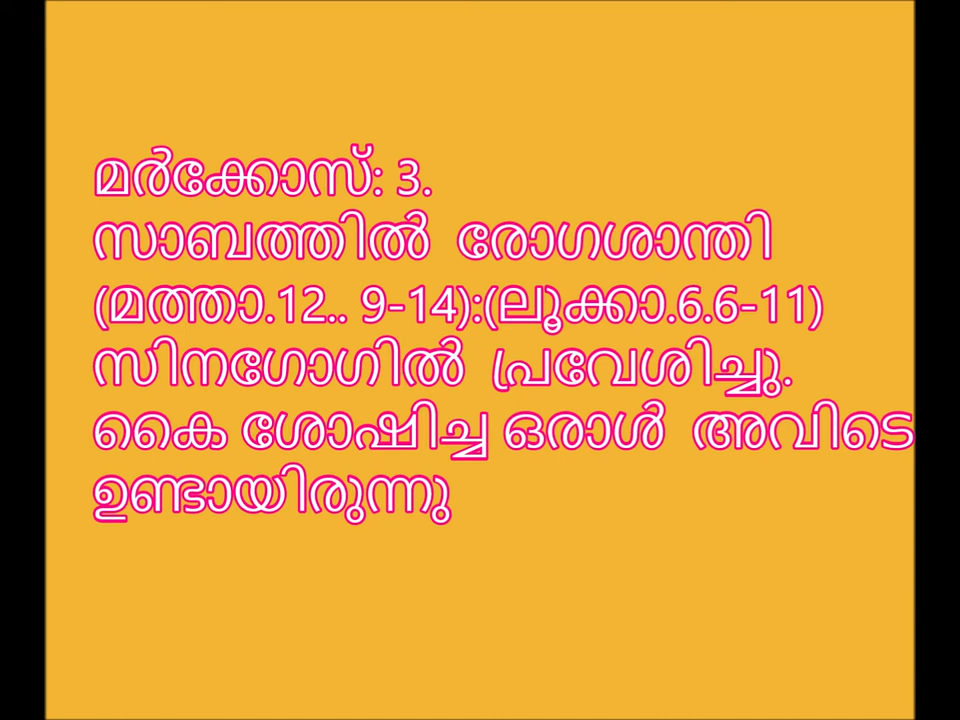 മർക്കോസ്: 3.
സാബത്തിൽ രോഗശാന്തി
(മത്താ.12.. 9-14):(ലൂക്കാ.6.6-11)
സിനഗോഗിൽ പ്രവേശിച്ചു.
കൈ ശോഷിച്ച ഒരാൾ അവിടെ
ഉണ്ടായിരുന്നു